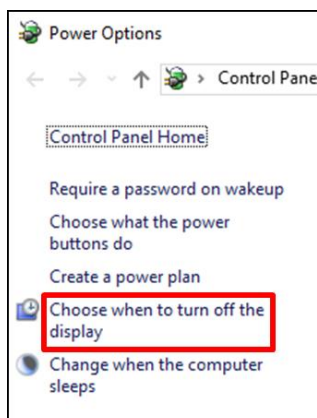 Power Options
Control Pane
Control Panel Home
Require a password on wakeup
Choose what the power
buttons do
Create a power plan
Choose when to turn off the
display
Change when the computer
sleeps